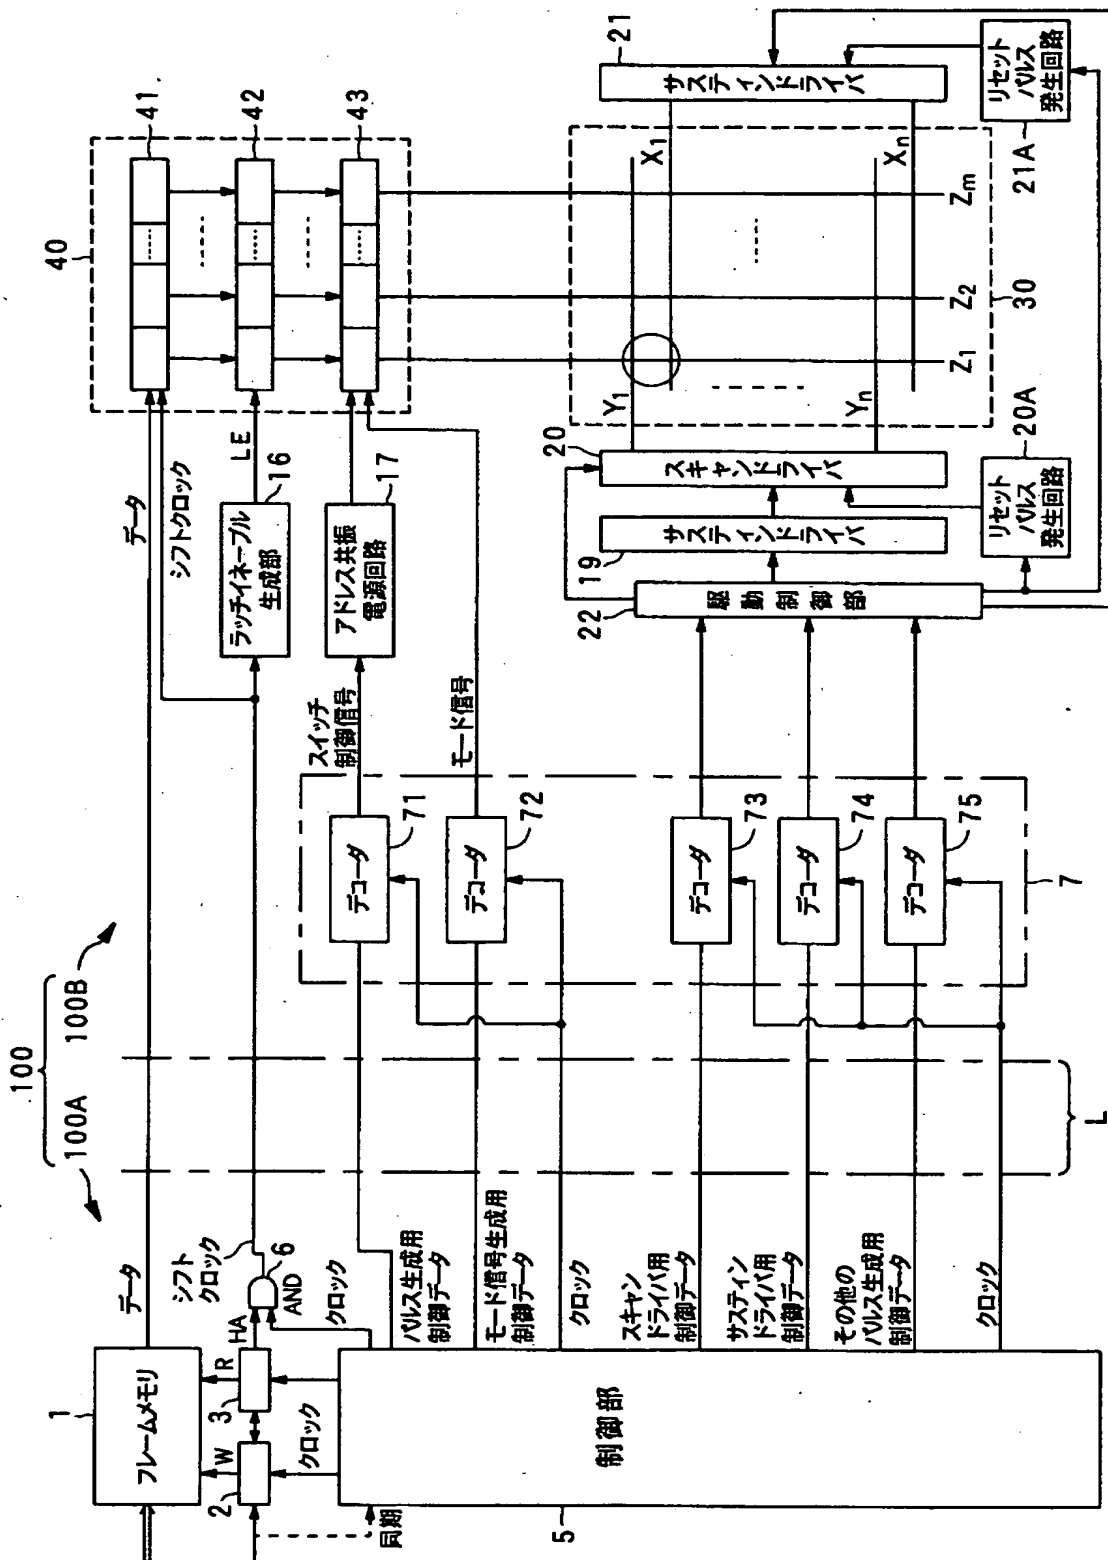 100
100A
100B
1
フレームメモリ
データ
データ
W
R
2
3
HA
シフト
クロック
6
AND
シフトクロック
クロック
クロック
同期
5
制御部
パルス生成用
制御データ
モード信号生成用
制御データ
クロック
スキャン
ドライバ用
制御データ
サスティン
ドライバ用
制御データ
その他の
パルス生成用
制御データ
クロック
L
7
デコーダ
71
デコーダ
72
デコーダ
73
デコーダ
74
デコーダ
75
スイッチ
制御信号
モード信号
ラッチイネーブル
生成部
16
LE
アドレス共振
電源回路
17
40
41
42
43
22
駆動制御部
19
サスティンドライバ
20
スキャンドライバ
リセット
パルス
発生回路
20A
Y1
Yn
X1
Xn
Z1
Z2
Zm
30
21
サスティンドライバ
リセット
パルス
発生回路
21A